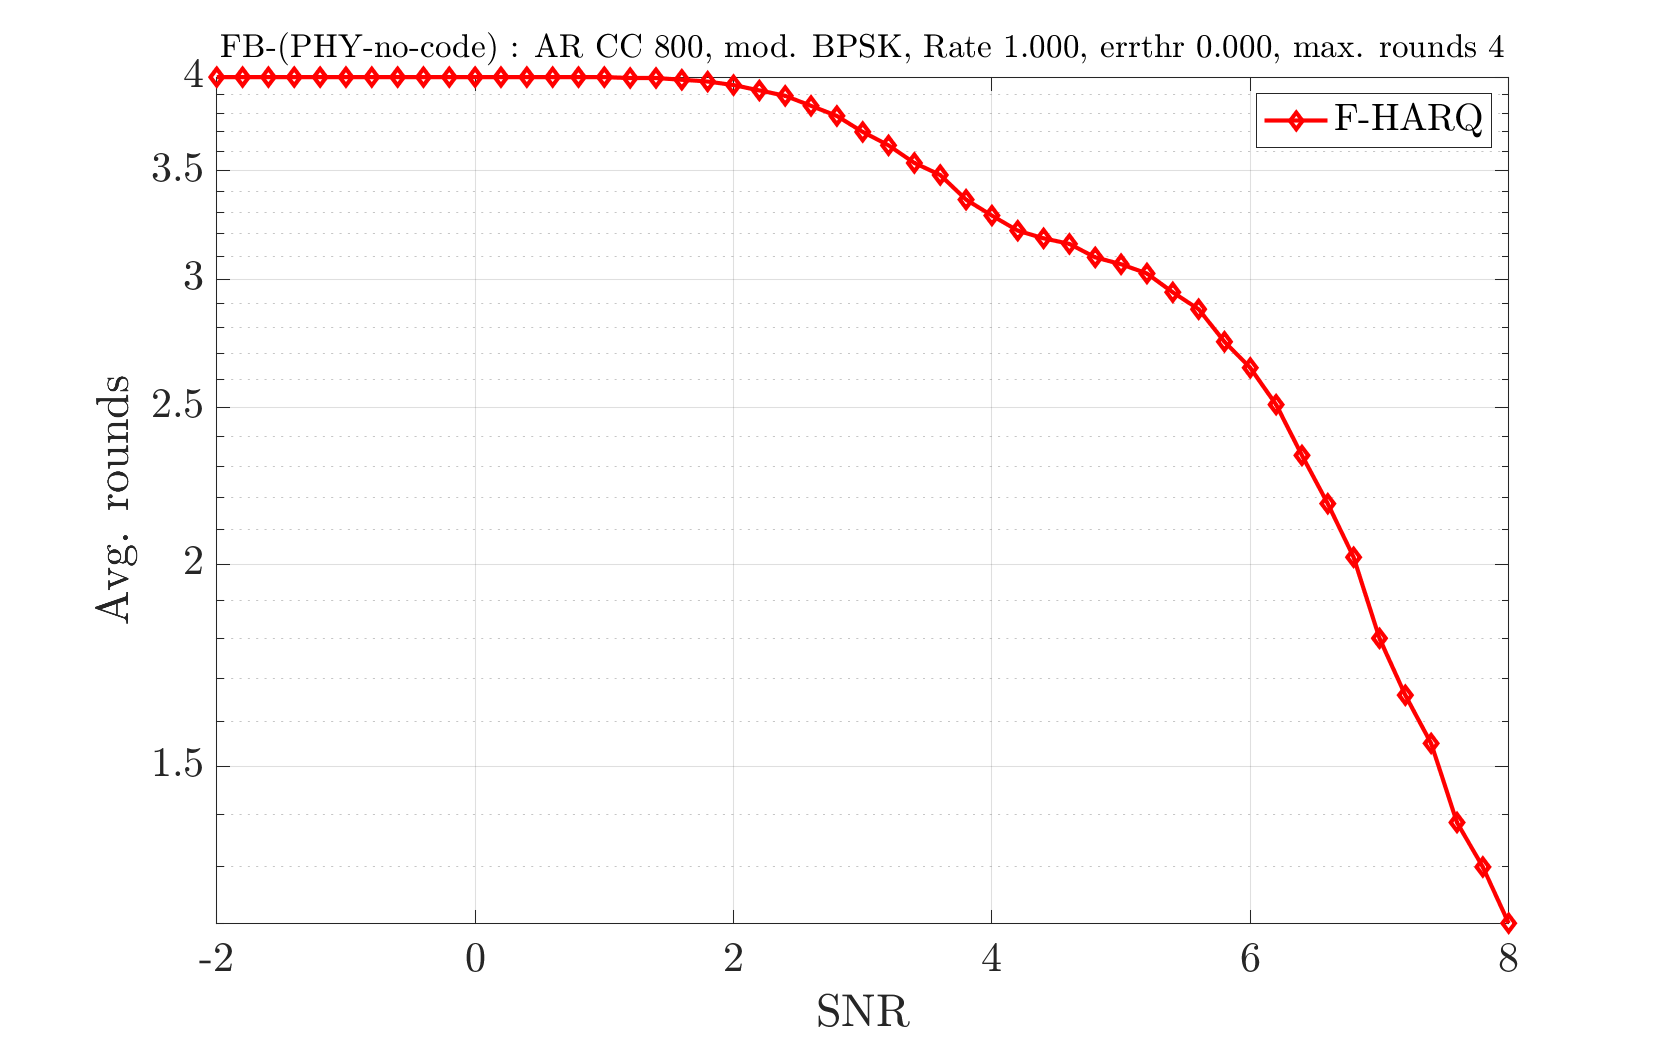 FB-(PHY-no-code) : AR CC 800, mod. BPSK, Rate 1.000, errthr 0.000, max. rounds 4
F-HARQ
Avg. rounds
4
3.5
3
2.5
2
1.5
-2 0 2 4 6 8
SNR